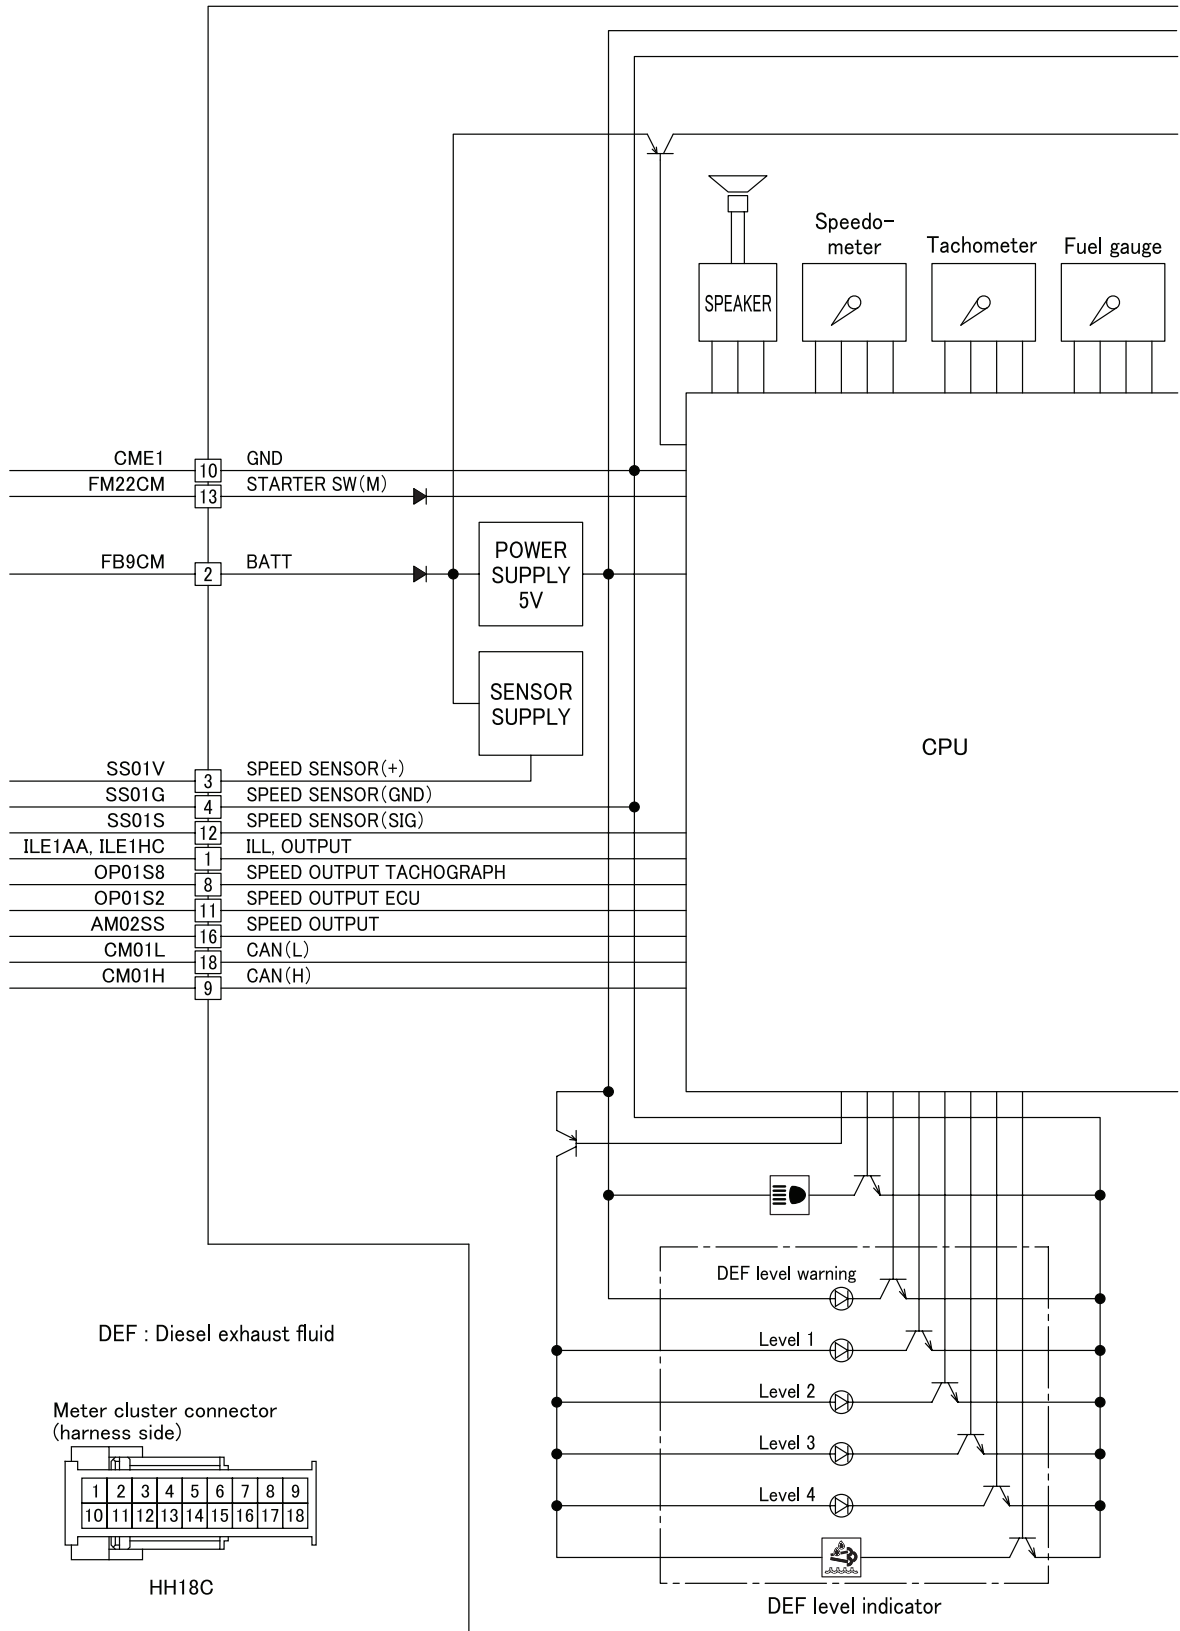 Speedo-
meter
Tachometer
Fuel gauge
SPEAKER
CME1 10 GND
FM22CM 13 STARTER SW(M)
FB9CM 2 BATT
POWER
SUPPLY
5V
SENSOR
SUPPLY
CPU
SS01V 3 SPEED SENSOR(+)
SS01G 4 SPEED SENSOR(GND)
SS01S 12 SPEED SENSOR(SIG)
ILE1AA, ILE1HC 1 ILL, OUTPUT
OP01S8 8 SPEED OUTPUT TACHOGRAPH
OP01S2 11 SPEED OUTPUT ECU
AM02SS 16 SPEED OUTPUT
CM01L 18 CAN(L)
CM01H 9 CAN(H)
DEF level warning
Level 1
Level 2
Level 3
Level 4
DEF level indicator
DEF : Diesel exhaust fluid
Meter cluster connector
(harness side)
1 2 3 4 5 6 7 8 9
10 11 12 13 14 15 16 17 18
HH18C